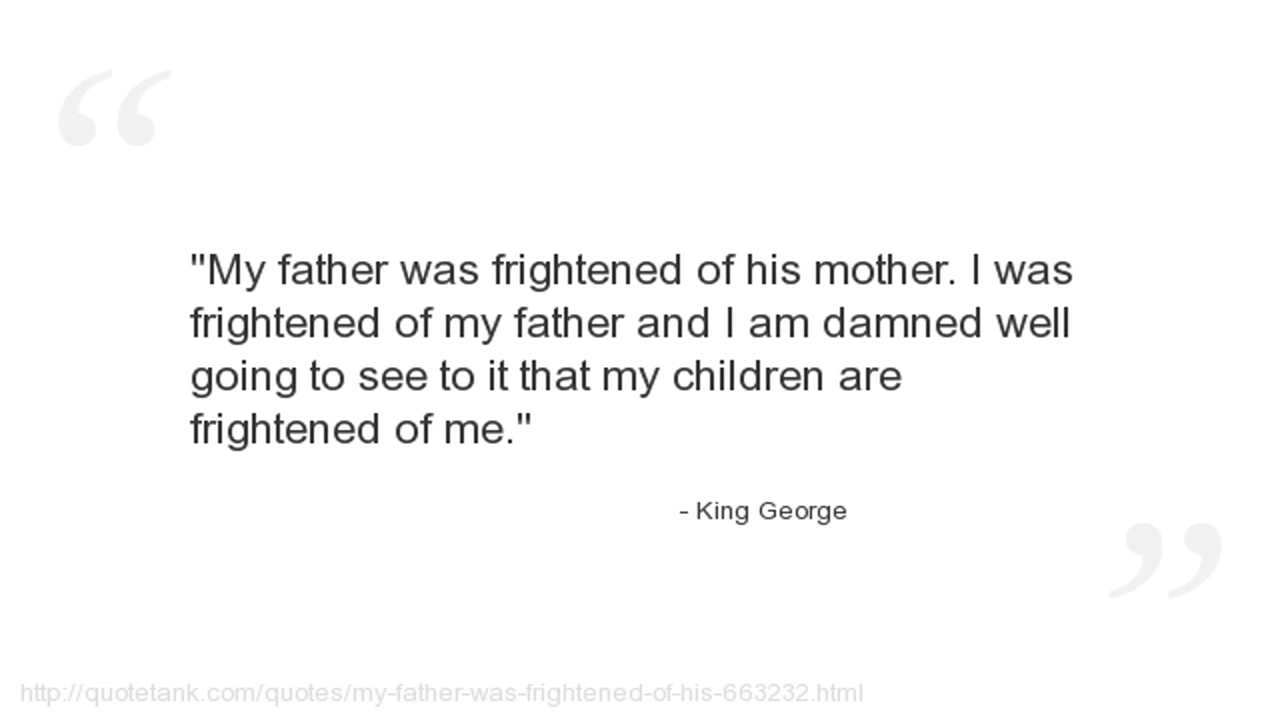 "My father was frightened of his mother. I was
frightened of my father and I am damned well
going to see to it that my children are
frightened of me."
- King George
http://quotetank.com/quotes/my-father-was-frightened-of-his-663232.html